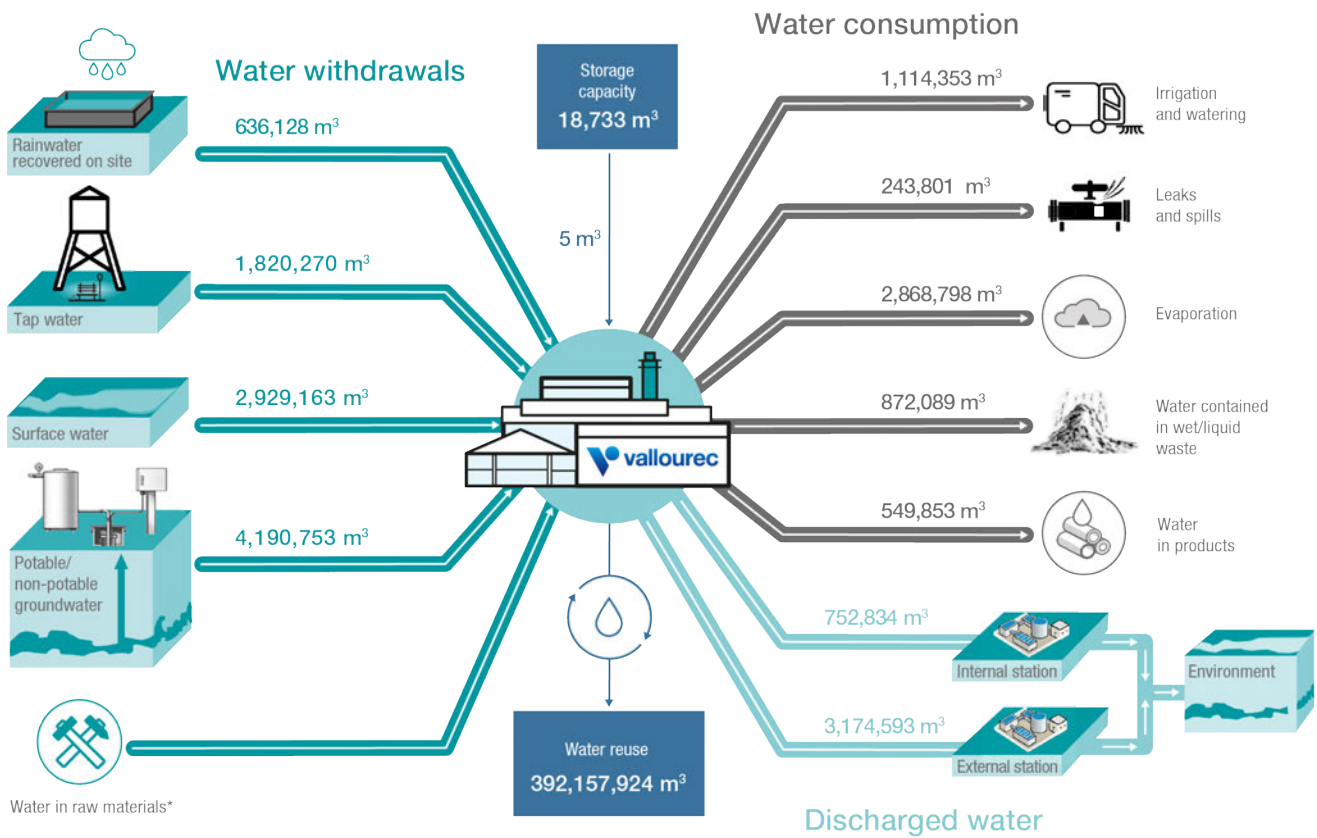 Water withdrawals
636,128 m³
Rainwater
recovered on site
1,820,270 m³
Tap water
2,929,163 m³
Surface water
4,190,753 m³
Potable/
non-potable
groundwater
Water in raw materials*
Storage
capacity
18,733 m³
5 m³
vallourec
Water reuse
392,157,924 m³
Water consumption
1,114,353 m³
Irrigation
and watering
243,801 m³
Leaks
and spills
2,868,798 m³
Evaporation
872,089 m³
Water contained
in wet/liquid
waste
549,853 m³
Water
in products
752,834 m³
Internal station
Environment
3,174,593 m³
External station
Discharged water